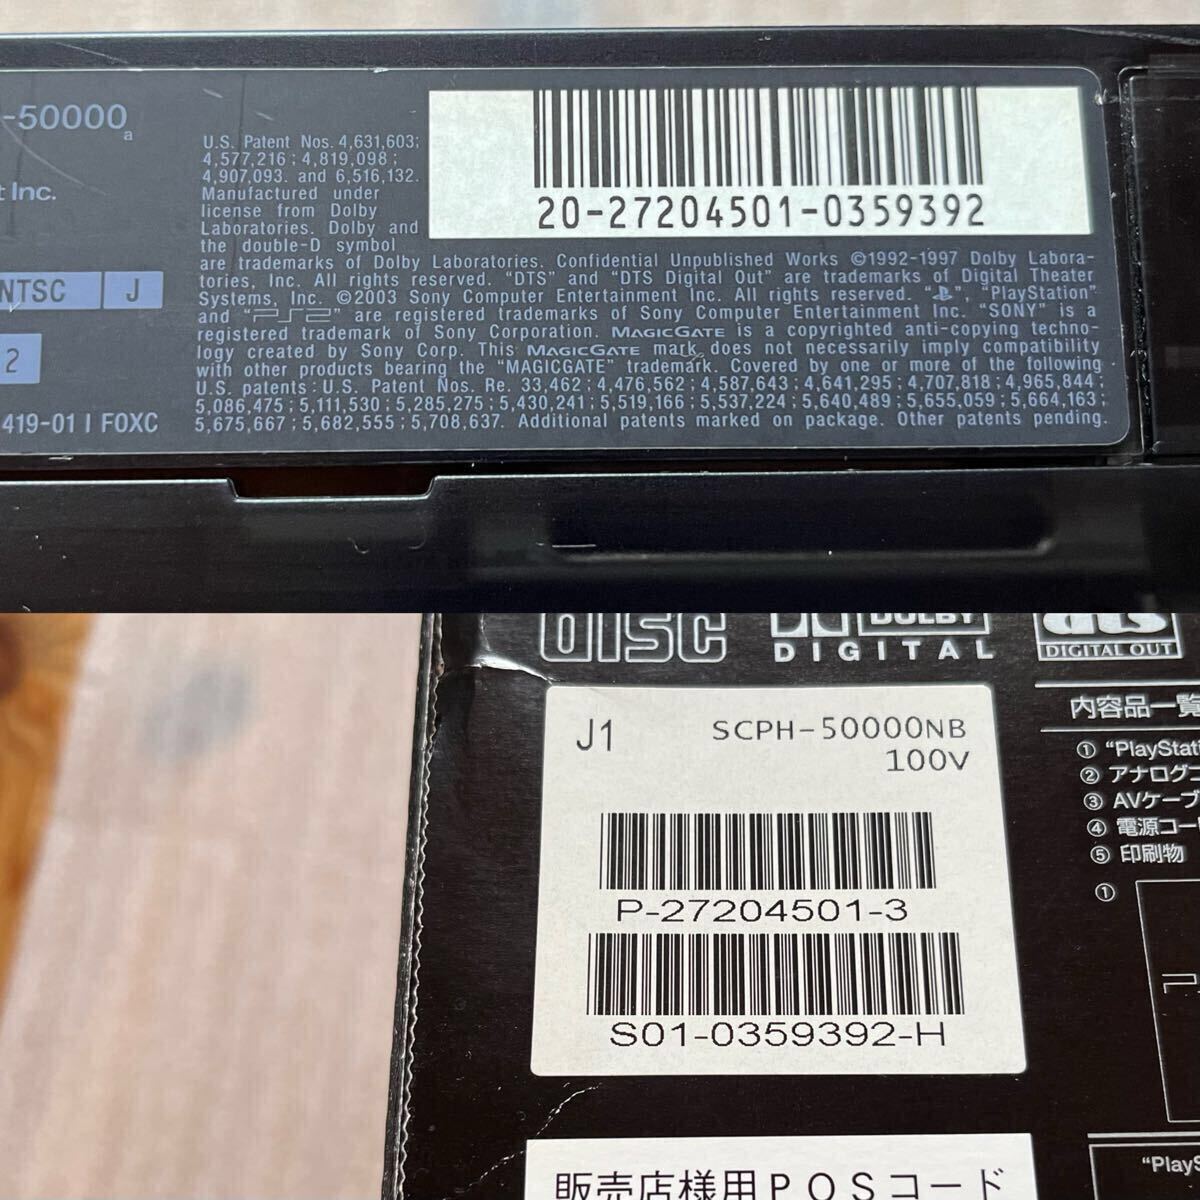 -50000
a
t Inc.
NTSC J
2
419-01 I FOXC
U.S. Patent Nos. 4,631,603;
4,577,216 ; 4,819,098 ;
4,907,093. and 6,516,132.
Manufactured under
license from Dolby
Laboratories. Dolby and
the double-D symbol
are trademarks of Dolby Laboratories. Confidential Unpublished Works ©1992-1997 Dolby Labora-
tories, Inc. All rights reserved. “DTS” and “DTS Digital Out” are trademarks of Digital Theater
Systems, Inc. ©2003 Sony Computer Entertainment Inc. All rights reserved. “ ”, “PlayStation”
and “PS2” are registered trademarks of Sony Computer Entertainment Inc. “SONY” is a
registered trademark of Sony Corporation. MAGICGATE is a copyrighted anti-copying techno-
logy created by Sony Corp. This MAGICGATE mark does not necessarily imply compatibility
with other products bearing the “MAGICGATE” trademark. Covered by one or more of the following
U.S. patents : U.S. Patent Nos. Re. 33,462 ; 4,476,562 ; 4,587,643 ; 4,641,295 ; 4,707,818 ; 4,965,844 ;
5,086,475 ; 5,111,530 ; 5,285,275 ; 5,430,241 ; 5,519,166 ; 5,537,224 ; 5,640,489 ; 5,655,059 ; 5,664,163 ;
5,675,667 ; 5,682,555 ; 5,708,637. Additional patents marked on package. Other patents pending.
20-27204501-0359392
DISC
DOLBY
DIGITAL
dts
DIGITAL OUT
J1 SCPH-50000NB
100V
P-27204501-3
S01-0359392-H
内容品一覧
① “PlayStati
② アナログコ
③ AVケーブ
④ 電源コー
⑤ 印刷物
①
販売店様用POSコード
“PlayS